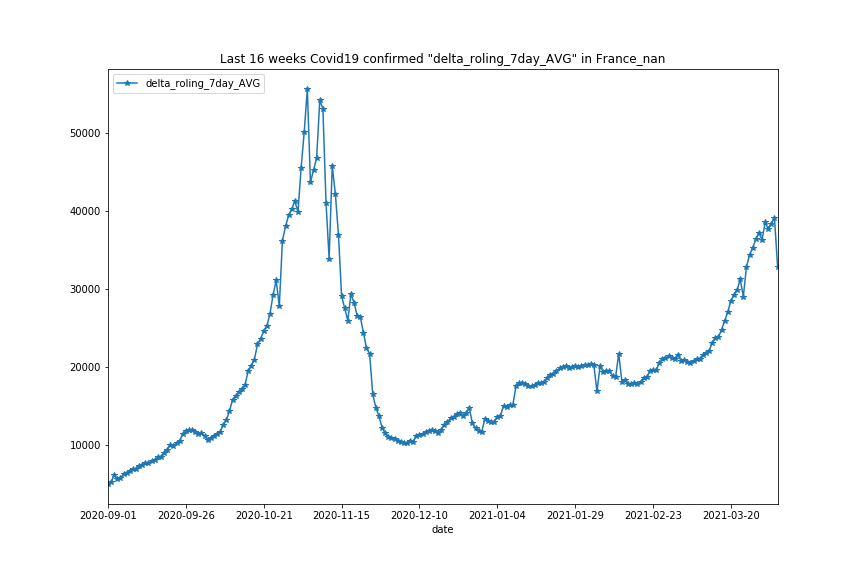 Last 16 weeks Covid19 confirmed "delta_roling_7day_AVG" in France_nan
delta_roling_7day_AVG
50000
40000
30000
20000
10000
2020-09-01 2020-09-26 2020-10-21 2020-11-15 2020-12-10 2021-01-04 2021-01-29 2021-02-23 2021-03-20
date